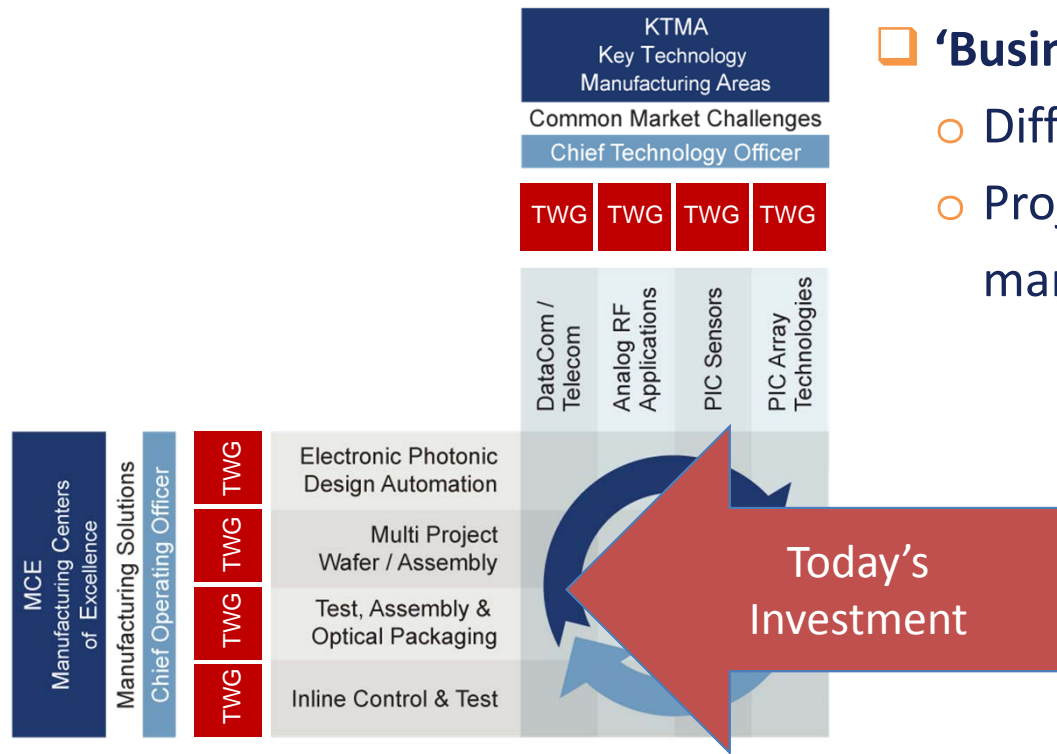 KTMA
Key Technology
Manufacturing Areas
Common Market Challenges
Chief Technology Officer
TWG TWG TWG TWG
DataCom /
Telecom
Analog RF
Applications
PIC Sensors
PIC Array
Technologies
MCE
Manufacturing Centers
of Excellence
Manufacturing Solutions
Chief Operating Officer
TWG
TWG
TWG
TWG
Electronic Photonic
Design Automation
Multi Project
Wafer / Assembly
Test, Assembly &
Optical Packaging
Inline Control & Test
Today’s
Investment